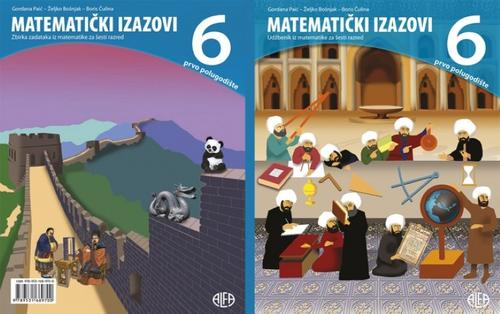 Gordana Paić – Željko Bošnjak – Boris Čulina
MATEMATIČKI IZAZOVI
Zbirka zadataka iz matematike za šesti razred
6
prvo polugodište
ALFA
Gordana Paić – Željko Bošnjak – Boris Čulina
MATEMATIČKI IZAZOVI
Udžbenik iz matematike za šesti razred
6
prvo polugodište
ALFA